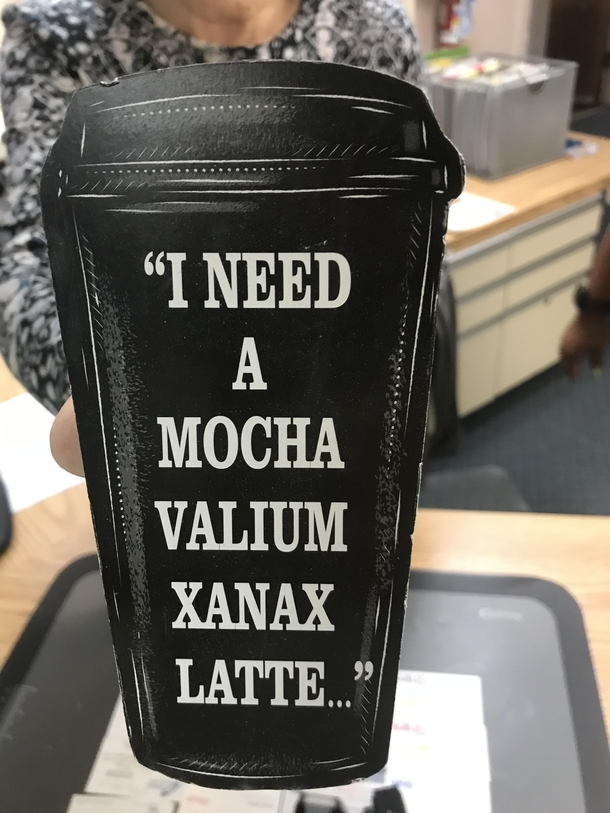 “I NEED
A
MOCHA
VALIUM
XANAX
LATTE...”